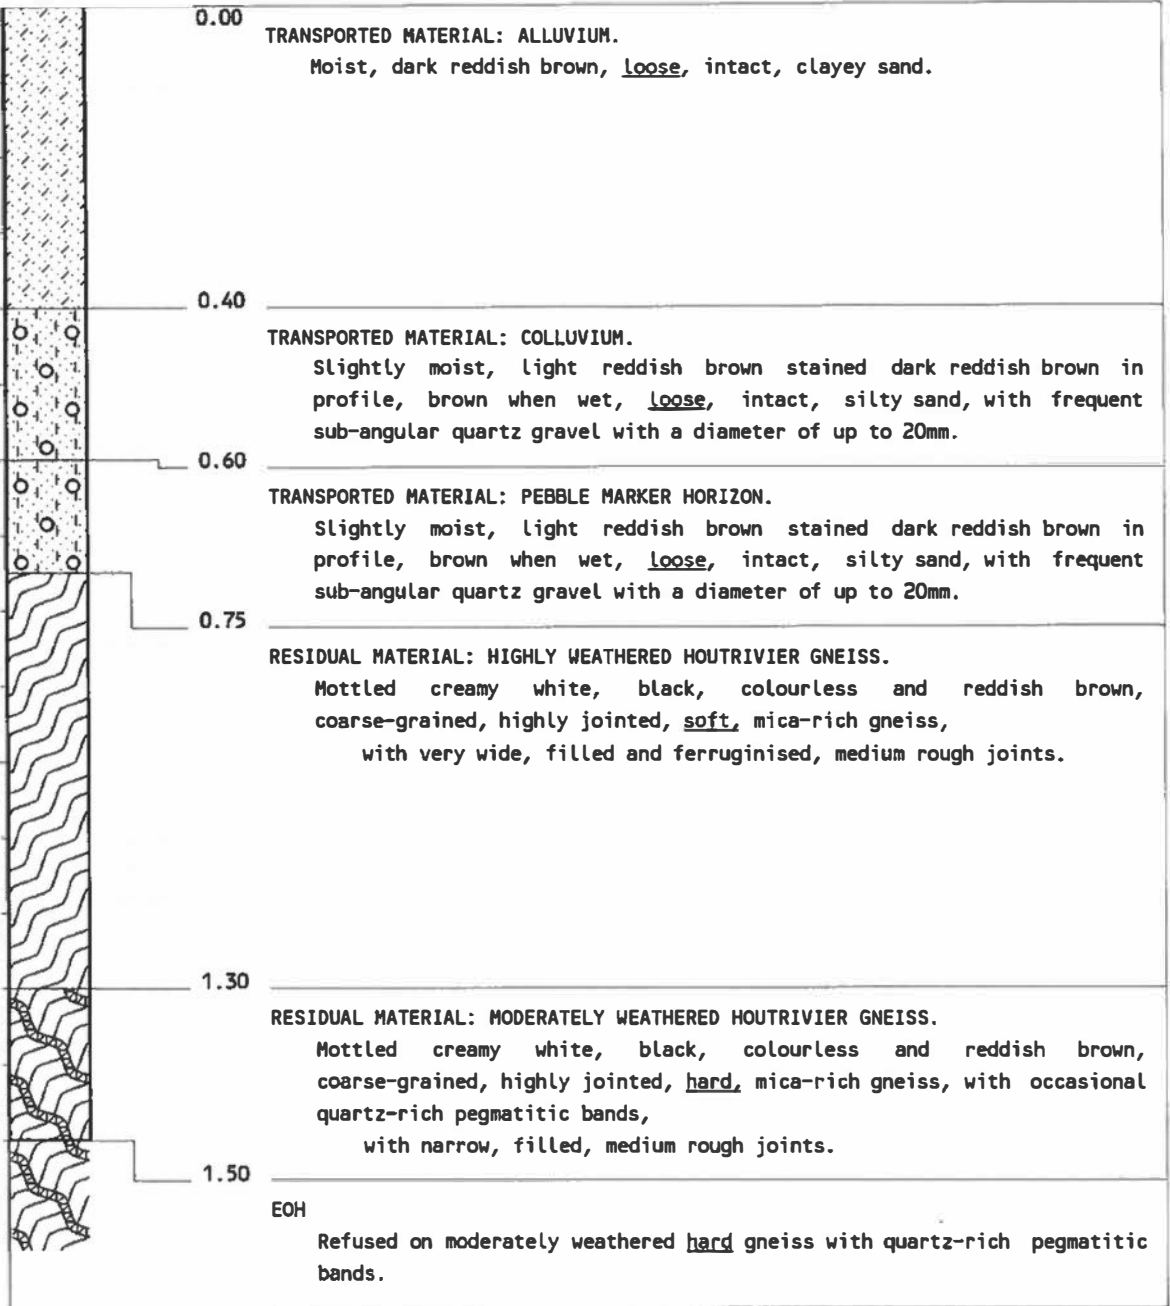 0.00
TRANSPORTED MATERIAL: ALLUVIUM.
Moist, dark reddish brown, loose, intact, clayey sand.
0.40
TRANSPORTED MATERIAL: COLLUVIUM.
Slightly moist, light reddish brown stained dark reddish brown in
profile, brown when wet, loose, intact, silty sand, with frequent
sub-angular quartz gravel with a diameter of up to 20mm.
0.60
TRANSPORTED MATERIAL: PEBBLE MARKER HORIZON.
Slightly moist, light reddish brown stained dark reddish brown in
profile, brown when wet, loose, intact, silty sand, with frequent
sub-angular quartz gravel with a diameter of up to 20mm.
0.75
RESIDUAL MATERIAL: HIGHLY WEATHERED HOUTRIVIER GNEISS.
Mottled creamy white, black, colourless and reddish brown,
coarse-grained, highly jointed, soft, mica-rich gneiss,
with very wide, filled and ferruginised, medium rough joints.
1.30
RESIDUAL MATERIAL: MODERATELY WEATHERED HOUTRIVIER GNEISS.
Mottled creamy white, black, colourless and reddish brown,
coarse-grained, highly jointed, hard, mica-rich gneiss, with occasional
quartz-rich pegmatitic bands,
with narrow, filled, medium rough joints.
1.50
EOH
Refused on moderately weathered hard gneiss with quartz-rich pegmatitic
bands.